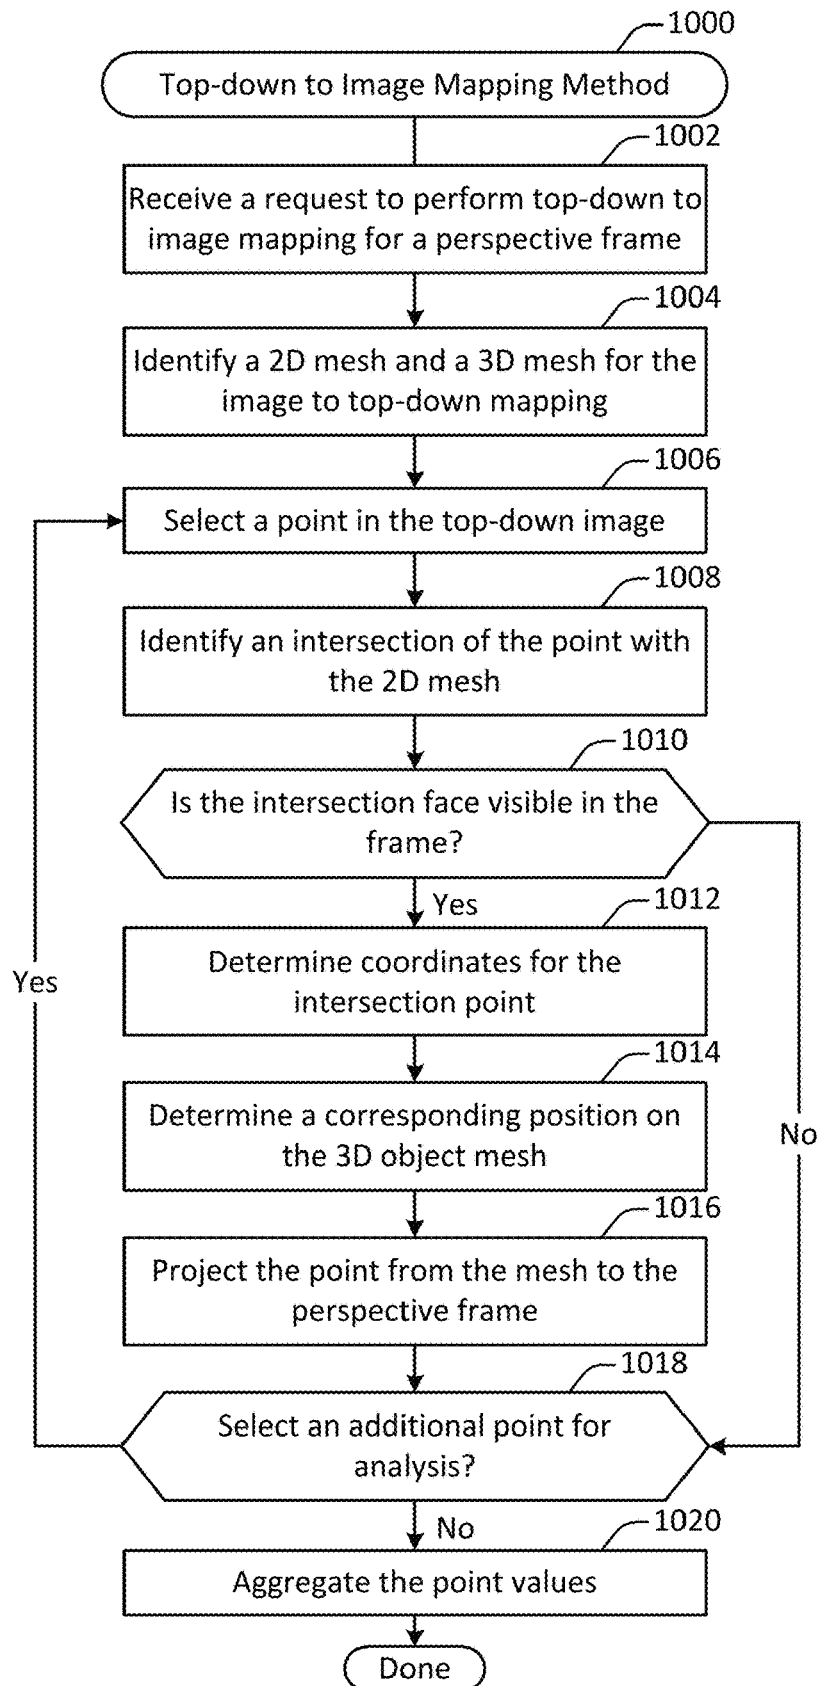 1000
Top-down to Image Mapping Method
1002
Receive a request to perform top-down to
image mapping for a perspective frame
1004
Identify a 2D mesh and a 3D mesh for the
image to top-down mapping
1006
Select a point in the top-down image
1008
Identify an intersection of the point with
the 2D mesh
1010
Is the intersection face visible in the
frame?
Yes
1012
Determine coordinates for the
intersection point
Yes
1014
Determine a corresponding position on
the 3D object mesh
No
1016
Project the point from the mesh to the
perspective frame
1018
Select an additional point for
analysis?
No
1020
Aggregate the point values
Done